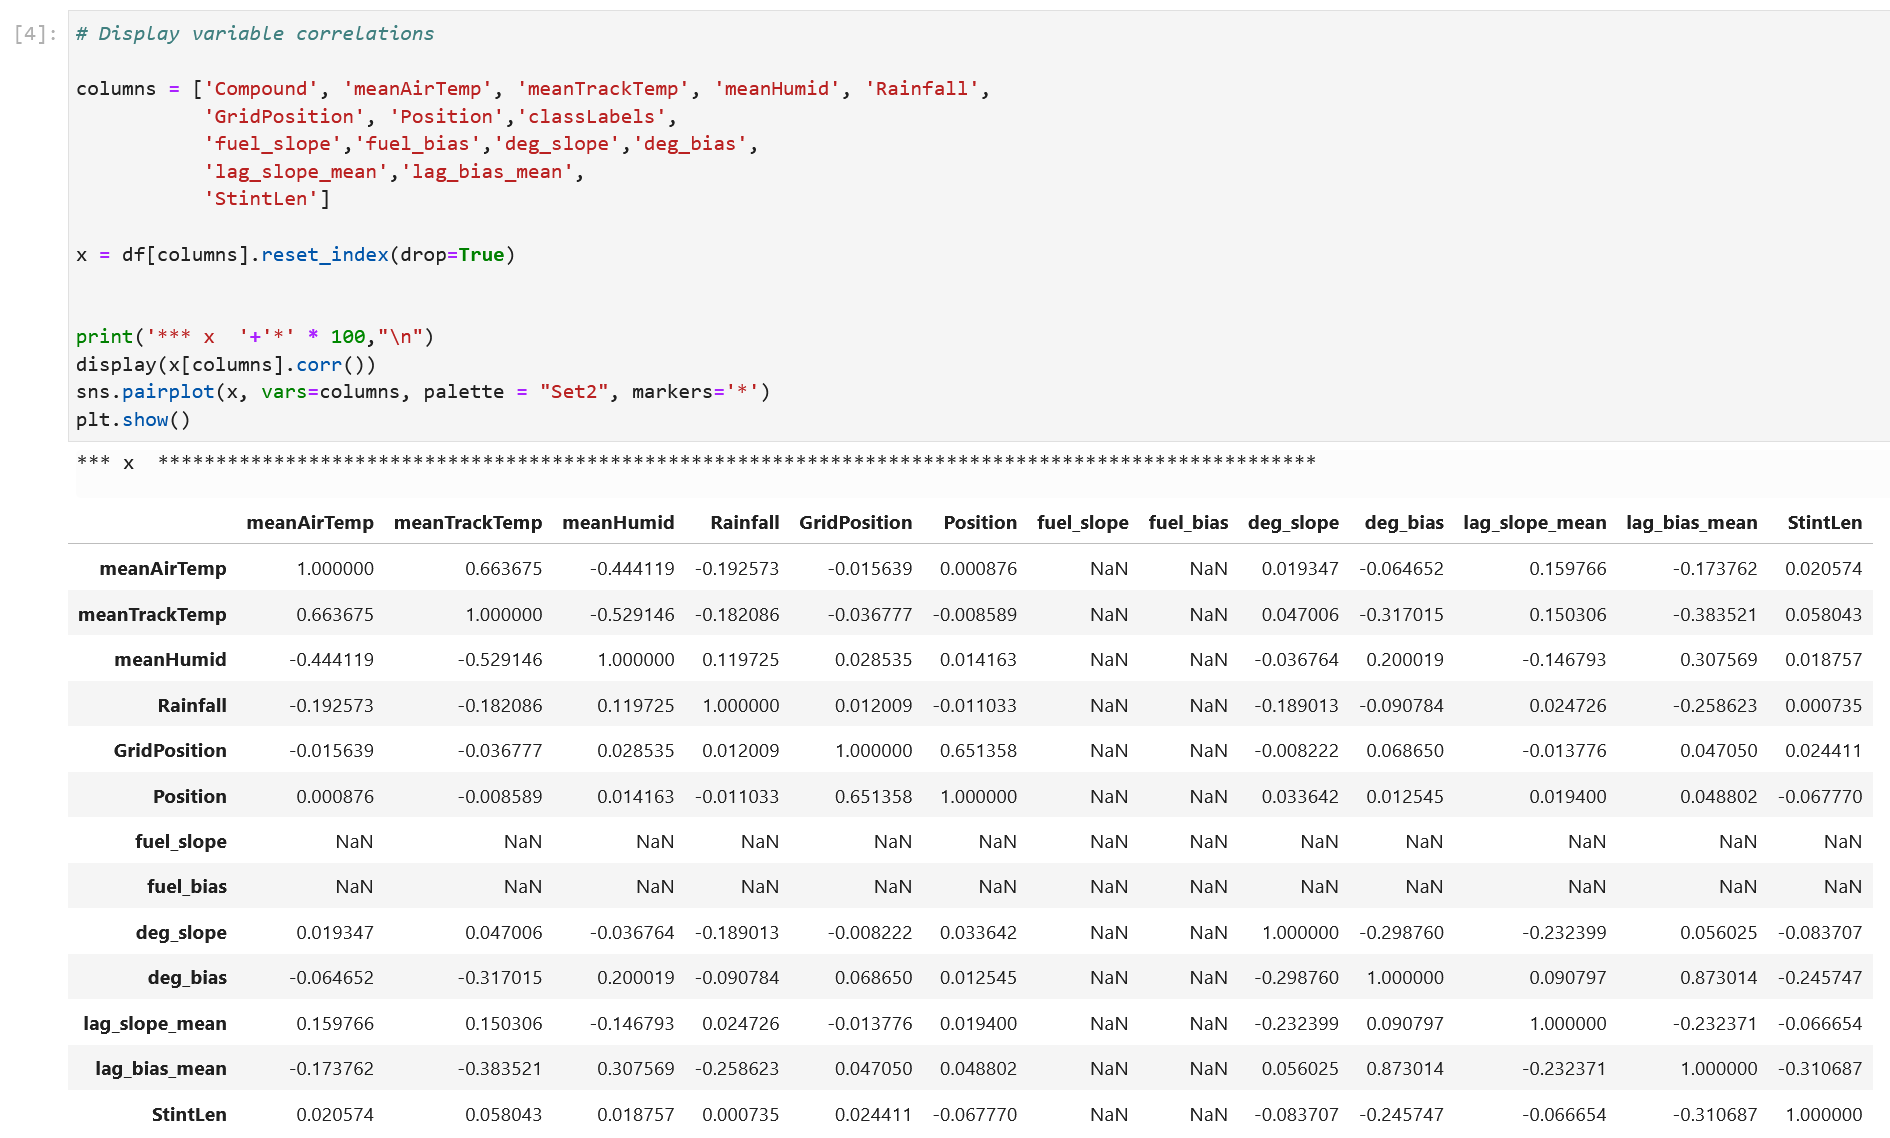 [4]: # Display variable correlations
columns = ['Compound', 'meanAirTemp', 'meanTrackTemp', 'meanHumid', 'Rainfall',
'GridPosition', 'Position','classLabels',
'fuel_slope','fuel_bias','deg_slope','deg_bias',
'lag_slope_mean','lag_bias_mean',
'StintLen']
x = df[columns].reset_index(drop=True)
print('*** x  '+'*' * 100,"\n")
display(x[columns].corr())
sns.pairplot(x, vars=columns, palette = "Set2", markers='*')
plt.show()
*** x  ****************************************************************************************************
meanAirTemp meanTrackTemp meanHumid Rainfall GridPosition Position fuel_slope fuel_bias deg_slope deg_bias lag_slope_mean lag_bias_mean StintLen
meanAirTemp 1.000000 0.663675 -0.444119 -0.192573 -0.015639 0.000876 NaN NaN 0.019347 -0.064652 0.159766 -0.173762 0.020574
meanTrackTemp 0.663675 1.000000 -0.529146 -0.182086 -0.036777 -0.008589 NaN NaN 0.047006 -0.317015 0.150306 -0.383521 0.058043
meanHumid -0.444119 -0.529146 1.000000 0.119725 0.028535 0.014163 NaN NaN -0.036764 0.200019 -0.146793 0.307569 0.018757
Rainfall -0.192573 -0.182086 0.119725 1.000000 0.012009 -0.011033 NaN NaN -0.189013 -0.090784 0.024726 -0.258623 0.000735
GridPosition -0.015639 -0.036777 0.028535 0.012009 1.000000 0.651358 NaN NaN -0.008222 0.068650 -0.013776 0.047050 0.024411
Position 0.000876 -0.008589 0.014163 -0.011033 0.651358 1.000000 NaN NaN 0.033642 0.012545 0.019400 0.048802 -0.067770
fuel_slope NaN NaN NaN NaN NaN NaN NaN NaN NaN NaN NaN NaN NaN
fuel_bias NaN NaN NaN NaN NaN NaN NaN NaN NaN NaN NaN NaN NaN
deg_slope 0.019347 0.047006 -0.036764 -0.189013 -0.008222 0.033642 NaN NaN 1.000000 -0.298760 -0.232399 0.056025 -0.083707
deg_bias -0.064652 -0.317015 0.200019 -0.090784 0.068650 0.012545 NaN NaN -0.298760 1.000000 0.090797 0.873014 -0.245747
lag_slope_mean 0.159766 0.150306 -0.146793 0.024726 -0.013776 0.019400 NaN NaN -0.232399 0.090797 1.000000 -0.232371 -0.066654
lag_bias_mean -0.173762 -0.383521 0.307569 -0.258623 0.047050 0.048802 NaN NaN 0.056025 0.873014 -0.232371 1.000000 -0.310687
StintLen 0.020574 0.058043 0.018757 0.000735 0.024411 -0.067770 NaN NaN -0.083707 -0.245747 -0.066654 -0.310687 1.000000